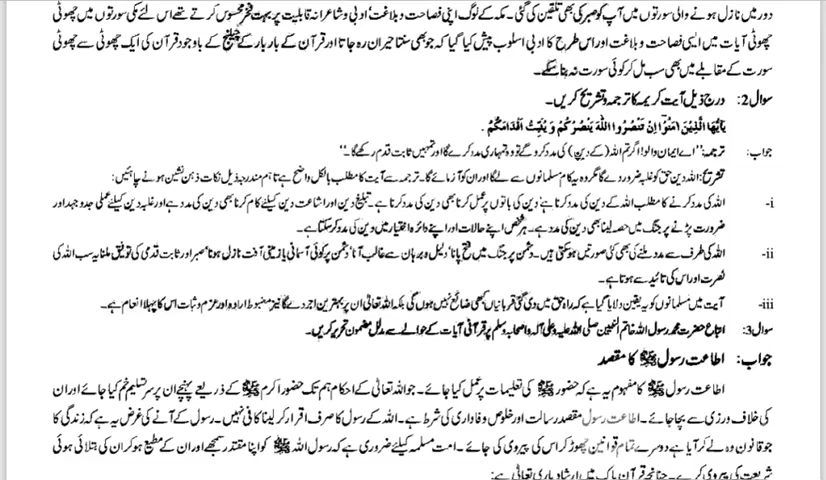 دور میں نازل ہونے والی سورتوں میں آپ کو صبر کی بھی تلقین کی گئی۔ مکہ کے لوگ اپنی فصاحت و بلاغت، ادبی و شاعرانہ قابلیت پر بہت فخر محسوس کرتے تھے اس لئے مکی سورتوں میں چھوٹی
چھوٹی آیات میں ایسی فصاحت و بلاغت اور اس طرح کا ادبی اسلوب پیش کیا گیا کہ جو بھی سنتا حیران رہ جاتا اور قرآن کے بار بار کے چیلنج کے باوجود قرآن کی ایک چھوٹی سے چھوٹی
سورت کے مقابلے میں بھی سب مل کر کوئی سورت نہ بنا سکے۔
سوال 2: درج ذیل آیت کریمہ کا ترجمہ و تشریح کریں۔
يٰٓاَيُّهَا الَّذِيْنَ اٰمَنُوْٓا اِنْ تَنْصُرُوا اللّٰهَ يَنْصُرْكُمْ وَ يُثَبِّتْ اَقْدَامَكُمْ .
جواب: ترجمہ: ”اے ایمان والو! اگر تم اللہ (کے دین) کی مدد کرو گے تو وہ تمہاری مدد کرے گا اور تمہیں ثابت قدم رکھے گا۔“
تشریح: اللہ دین حق کو غلبہ ضرور دے گا مگر وہ یہ کام مسلمانوں سے لے گا اور ان کو آزمائے گا۔ ترجمہ سے آیت کا مطلب بالکل واضح ہے تاہم مندرجہ ذیل نکات ذہن نشین ہونے چاہئیں:
i- اللہ کی مدد کرنے کا مطلب اللہ کے دین کی مدد کرنا ہے، دین کی باتوں پر عمل کرنا بھی دین کی مدد کرنا ہے۔ تبلیغ دین اور اشاعت دین کیلئے کام کرنا بھی دین کی مدد ہے اور غلبہ دین کیلئے عملی جدوجہد اور
ضرورت پڑنے پر جنگ میں حصہ لینا بھی دین کی مدد ہے۔ ہر شخص اپنے حالات اور اپنے دائرہ اختیار میں دین کی مدد کر سکتا ہے۔
ii- اللہ کی طرف سے مدد ملنے کی بھی کئی صورتیں ہو سکتی ہیں۔ دشمن پر جنگ میں فتح پانا، دلیل و برہان سے غالب آنا، دشمن پر کوئی آسمانی یا زمینی آفت نازل ہونا، صبر اور ثابت قدمی کی توفیق ملنا یہ سب اللہ کی
نصرت اور اس کی تائید سے ہوتا ہے۔
iii- آیت میں مسلمانوں کو یہ یقین دلایا گیا ہے کہ راہ حق میں دی گئی قربانیاں کبھی ضائع نہیں ہوں گی بلکہ اللہ تعالیٰ ان پر بہترین اجر دے گا نیز مضبوط ارادہ اور عزم و ثبات اس کا پہلا انعام ہے۔
سوال 3: اتباع حضرت محمد رسول اللہ خاتم النبیین صلی اللہ علیہ وعلی آلہ واصحابہ وسلم پر قرآنی آیات کے حوالے سے مدلل مضمون تحریر کریں۔
جواب: اطاعت رسول ﷺ کا مقصد
اطاعت رسول ﷺ کا مفہوم یہ ہے کہ حضور ﷺ کی تعلیمات پر عمل کیا جائے۔ جو اللہ تعالیٰ کے احکام ہم تک حضور اکرم ﷺ کے ذریعے پہنچے ان پر سر تسلیم خم کیا جائے اور ان
کی خلاف ورزی سے بچا جائے۔ اطاعت رسول مقصد رسالت اور خلوص و وفاداری کی شرط ہے۔ اللہ کے رسول کا صرف اقرار کر لینا کافی نہیں۔ رسول کے آنے کی غرض یہ ہے کہ زندگی کا
جو قانون وہ لے کر آیا ہے دوسرے تمام قوانین چھوڑ کر اس کی پیروی کی جائے۔ امت مسلمہ کیلئے ضروری ہے کہ رسول اللہ ﷺ کو اپنا مقتدر سمجھے اور ان کے مطیع ہو کر ان کی بتلائی ہوئی
شریعت کی پیروی کرے۔ چنانچہ قرآن پاک میں ارشاد باری تعالیٰ ہے: